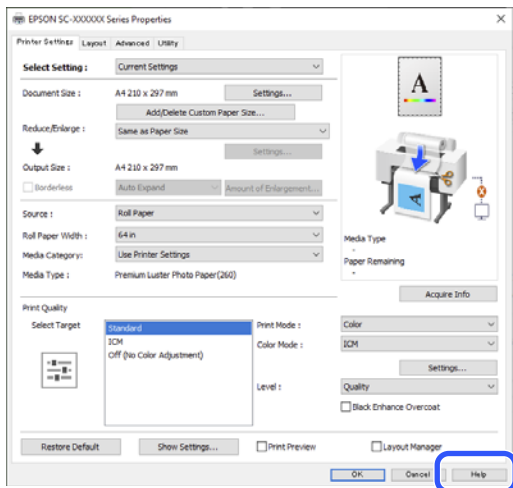 EPSON SC-XXXXXX Series Properties
Printer Settings Layout Advanced Utility
Select Setting : Current Settings
Document Size : A4 210 x 297 mm Settings...
Add/Delete Custom Paper Size...
Reduce/Enlarge : Same as Paper Size
Settings...
Output Size : A4 210 x 297 mm
Borderless Auto Expand Amount of Enlargement...
Source : Roll Paper
Roll Paper Width : 64 in
Media Category: Use Printer Settings
Media Type : Premium Luster Photo Paper(260)
A
Media Type
-
Paper Remaining
-
Acquire Info
Print Quality
Select Target Standard
ICM
Off (No Color Adjustment)
Print Mode : Color
Color Mode : ICM
Settings...
Level : Quality
Black Enhance Overcoat
Restore Default Show Settings... Print Preview Layout Manager
OK Cancel Help